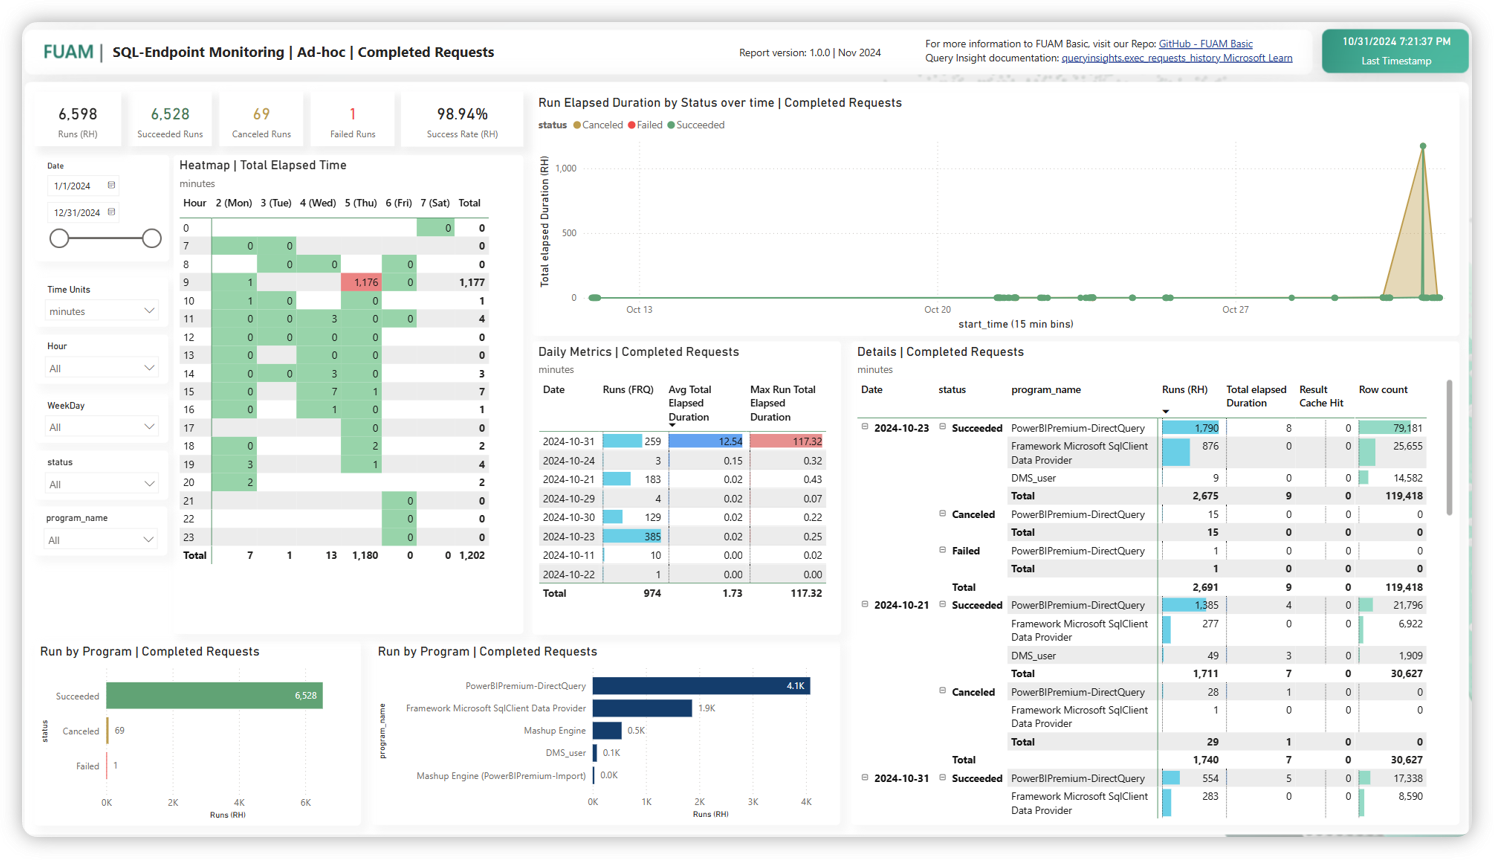 FUAM | SQL-Endpoint Monitoring | Ad-hoc | Completed Requests
Report version: 1.0.0 | Nov 2024
For more information to FUAM Basic, visit our Repo: GitHub - FUAM Basic
Query Insight documentation: queryinsights.exec_requests_history Microsoft Learn
10/31/2024 7:21:37 PM
Last Timestamp
6,598
Runs (RH)
6,528
Succeeded Runs
69
Canceled Runs
1
Failed Runs
98.94%
Success Rate (RH)
Date
1/1/2024
12/31/2024
Time Units
minutes
Hour
All
WeekDay
All
status
All
program_name
All
Heatmap | Total Elapsed Time
minutes
Hour 2 (Mon) 3 (Tue) 4 (Wed) 5 (Thu) 6 (Fri) 7 (Sat) Total
0 0 0
7 0 0 0
8 0 0 0 0
9 1 1,176 0 1,177
10 1 0 0 1
11 0 0 3 0 0 4
12 0 0 0 0 0
13 0 0 0 0
14 0 0 3 0 3
15 0 7 1 7
16 0 1 0 1
17 0 0
18 0 2 2
19 3 1 4
20 2 2
21 0 0
22 0 0
23 0 0
Total 7 1 13 1,180 0 0 1,202
Run Elapsed Duration by Status over time | Completed Requests
status Canceled Failed Succeeded
Total elapsed Duration (RH)
1,000
500
0
Oct 13 Oct 20 Oct 27
start_time (15 min bins)
Daily Metrics | Completed Requests
minutes
Date Runs (FRQ) Avg Total Elapsed Duration Max Run Total Elapsed Duration
2024-10-31 259 12.54 117.32
2024-10-24 3 0.15 0.32
2024-10-21 183 0.02 0.43
2024-10-29 4 0.02 0.07
2024-10-30 129 0.02 0.22
2024-10-23 385 0.02 0.25
2024-10-11 10 0.00 0.02
2024-10-22 1 0.00 0.00
Total 974 1.73 117.32
Details | Completed Requests
minutes
Date status program_name Runs (RH) Total elapsed Duration Result Cache Hit Row count
2024-10-23 Succeeded PowerBIPremium-DirectQuery 1,790 8 0 79,181
Framework Microsoft SqlClient Data Provider 876 0 0 25,655
DMS_user 9 0 0 14,582
Total 2,675 9 0 119,418
Canceled PowerBIPremium-DirectQuery 15 0 0 0
Total 15 0 0 0
Failed PowerBIPremium-DirectQuery 1 0 0 0
Total 1 0 0 0
Total 2,691 9 0 119,418
2024-10-21 Succeeded PowerBIPremium-DirectQuery 1,385 4 0 21,796
Framework Microsoft SqlClient Data Provider 277 0 0 6,922
DMS_user 49 3 0 1,909
Total 1,711 7 0 30,627
Canceled PowerBIPremium-DirectQuery 28 1 0 0
Framework Microsoft SqlClient Data Provider 1 0 0 0
Total 29 1 0 0
Total 1,740 7 0 30,627
2024-10-31 Succeeded PowerBIPremium-DirectQuery 554 5 0 17,338
Framework Microsoft SqlClient Data Provider 283 0 0 8,590
Run by Program | Completed Requests
status
Succeeded 6,528
Canceled 69
Failed 1
0K 2K 4K 6K
Runs (RH)
Run by Program | Completed Requests
program_name
PowerBIPremium-DirectQuery 4.1K
Framework Microsoft SqlClient Data Provider 1.9K
Mashup Engine 0.5K
DMS_user 0.1K
Mashup Engine (PowerBIPremium-Import) 0.0K
0K 1K 2K 3K 4K
Runs (RH)